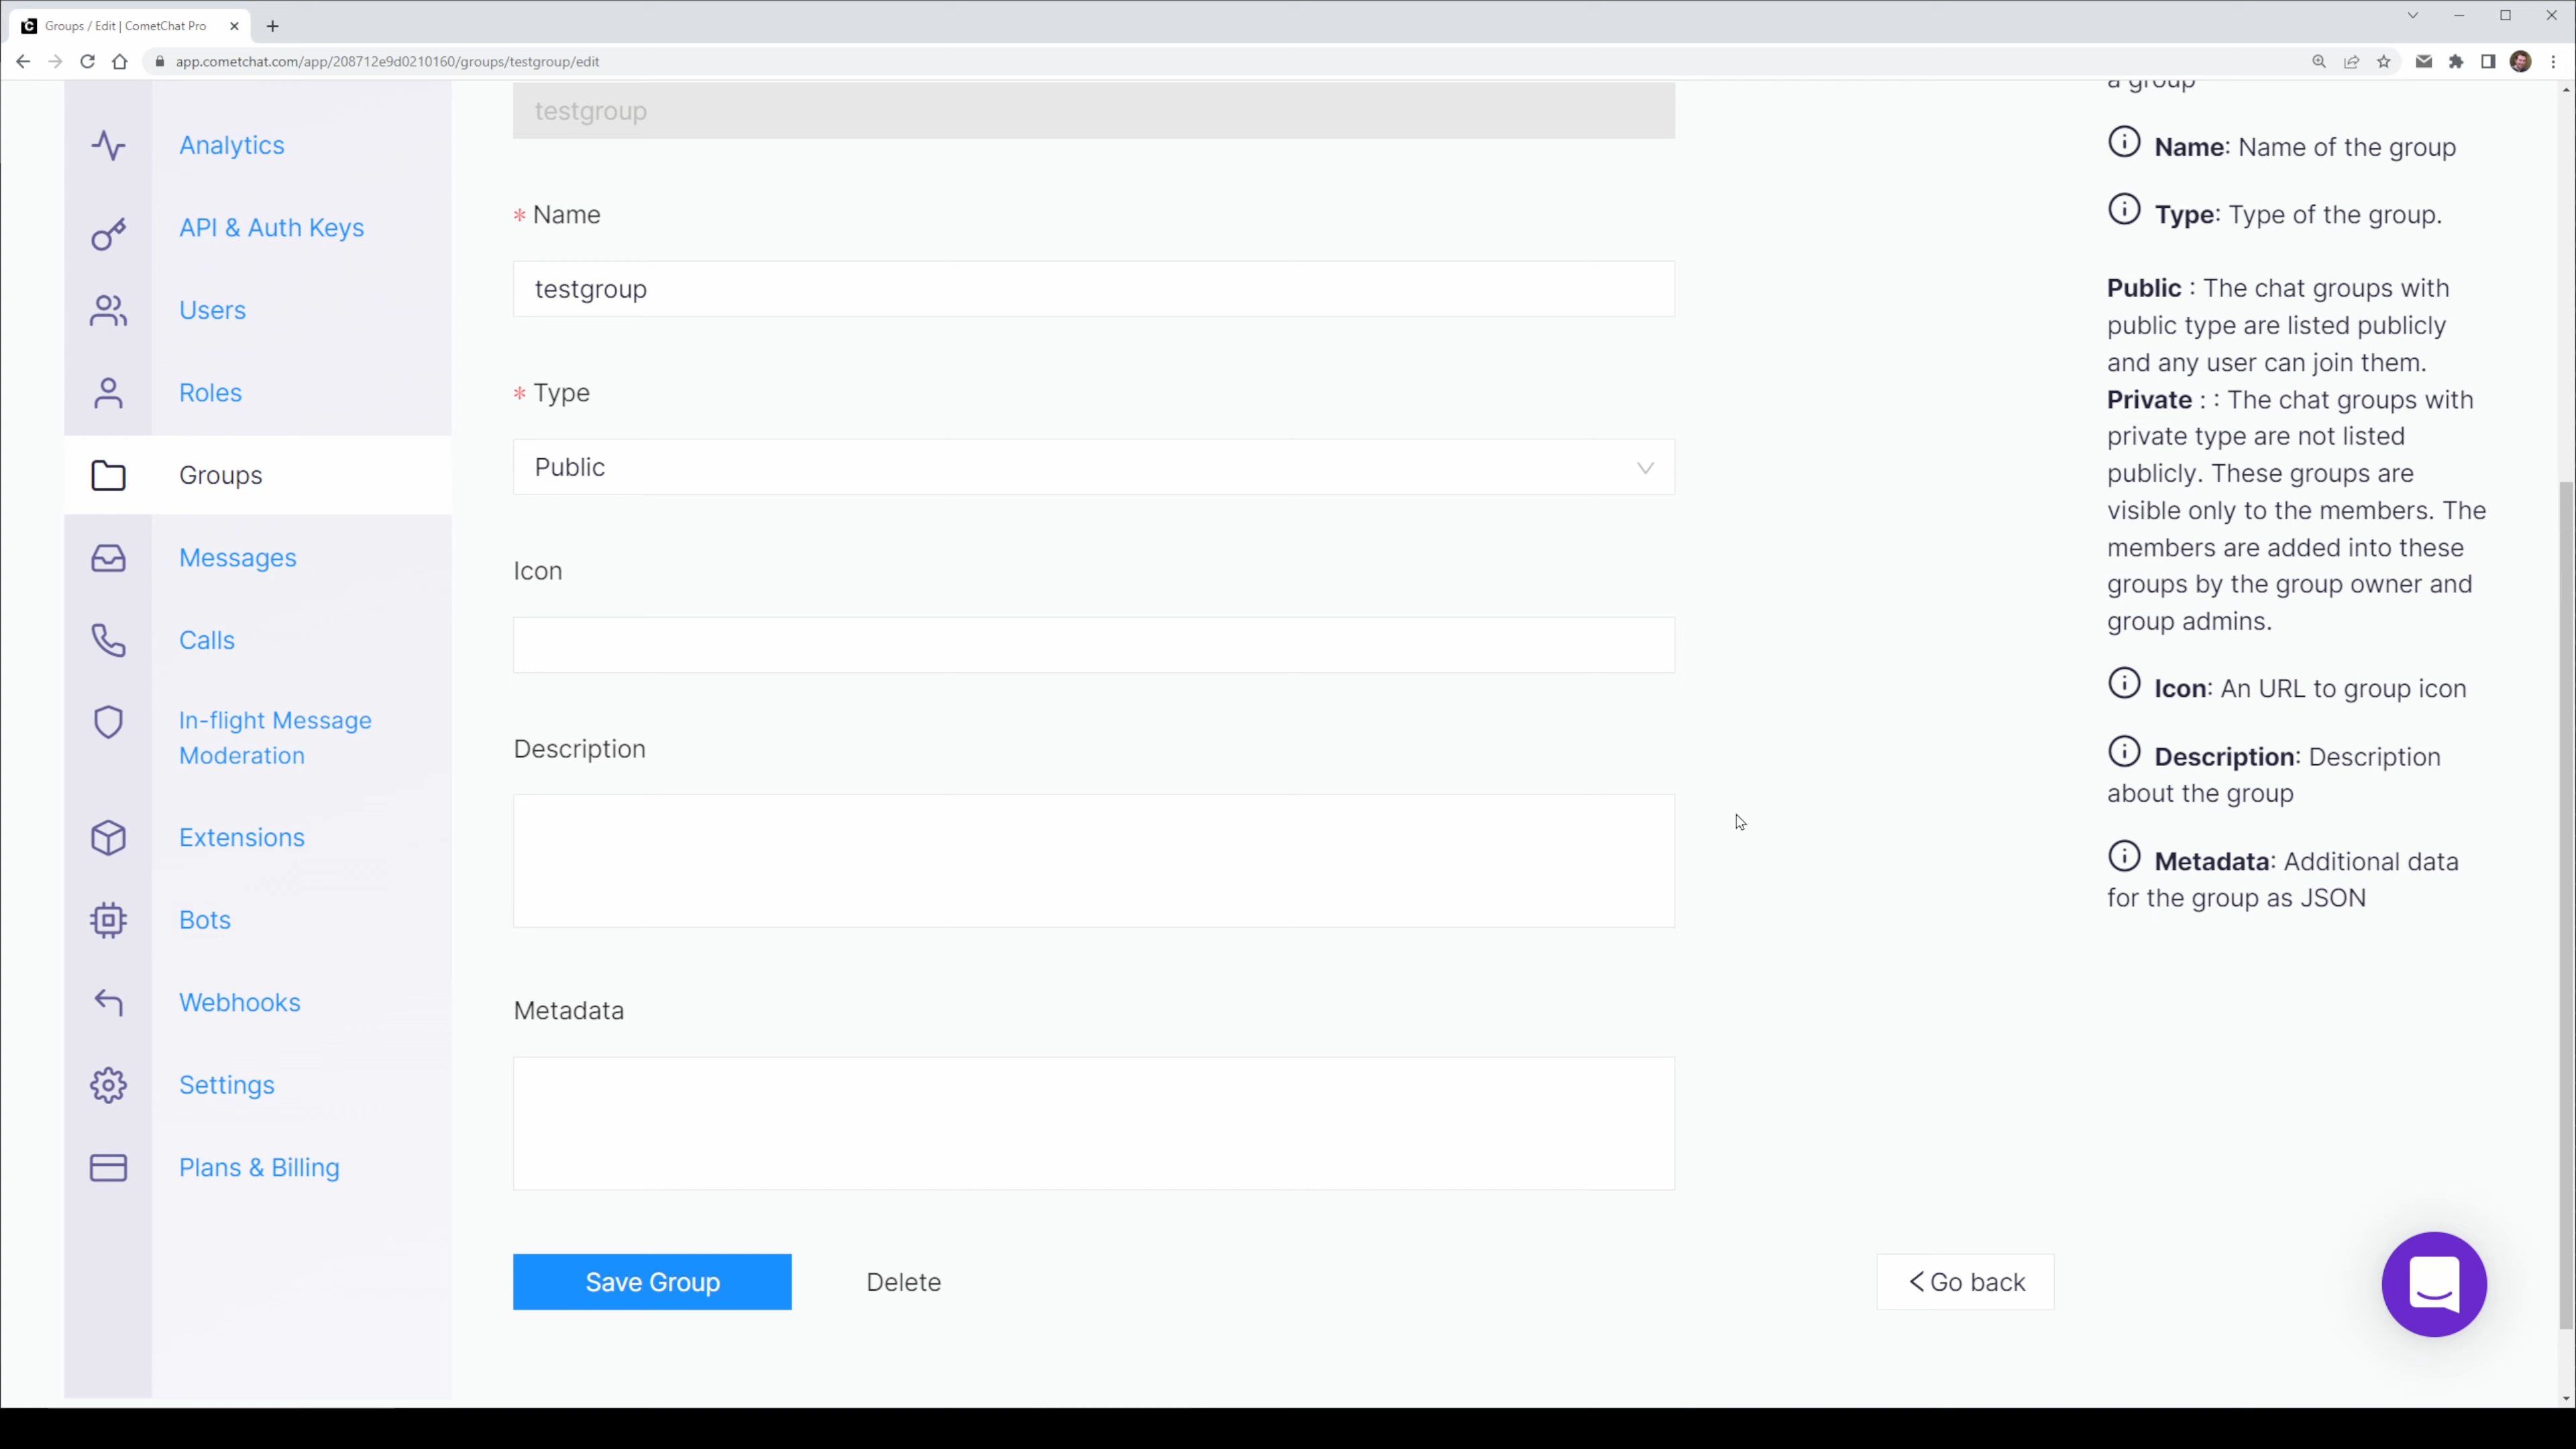 Groups / Edit | CometChat Pro
app.cometchat.com/app/208712e9d0210160/groups/testgroup/edit
Analytics
API & Auth Keys
Users
Roles
Groups
Messages
Calls
In-flight Message
Moderation
Extensions
Bots
Webhooks
Settings
Plans & Billing
testgroup
* Name
testgroup
* Type
Public
Icon
Description
Metadata
Save Group
Delete
< Go back
a group
Name: Name of the group
Type: Type of the group.
Public : The chat groups with
public type are listed publicly
and any user can join them.
Private : : The chat groups with
private type are not listed
publicly. These groups are
visible only to the members. The
members are added into these
groups by the group owner and
group admins.
Icon: An URL to group icon
Description: Description
about the group
Metadata: Additional data
for the group as JSON